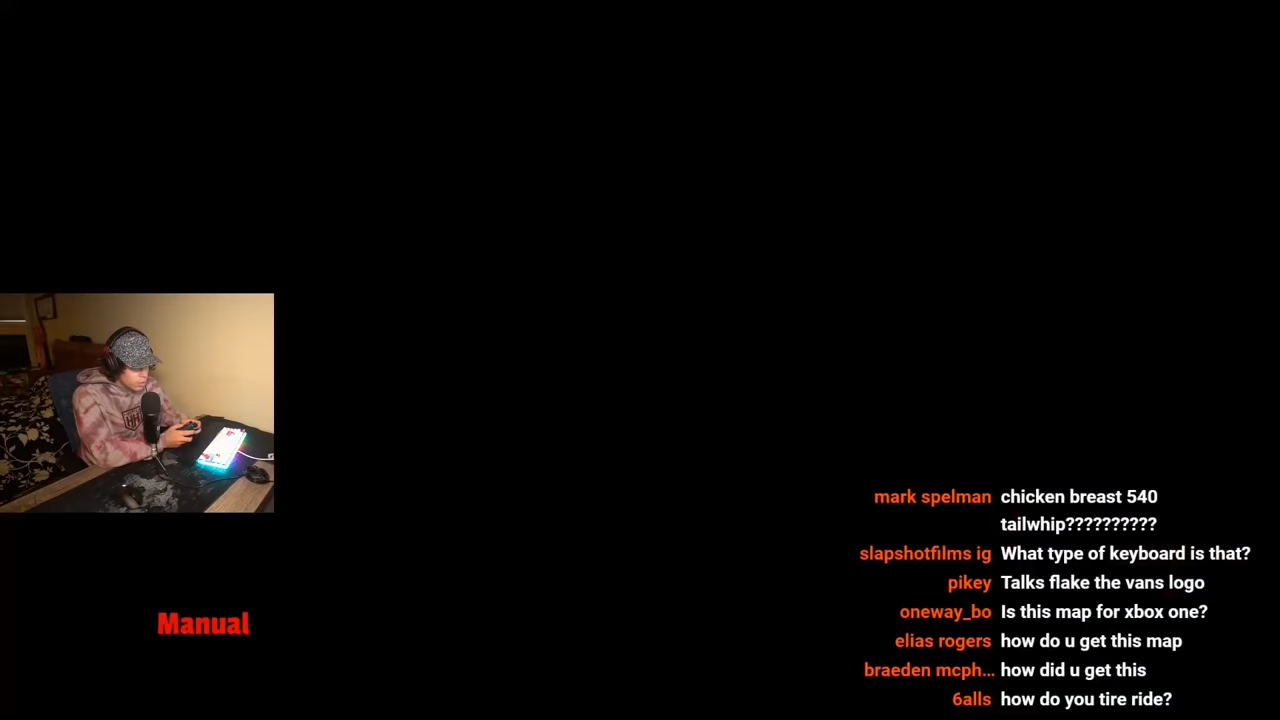 HH
mark spelman chicken breast 540
tailwhip??????????
slapshotfilms ig What type of keyboard is that?
pikey Talks flake the vans logo
oneway_bo Is this map for xbox one?
elias rogers how do u get this map
braeden mcph... how did u get this
Manual
6alls how do you tire ride?